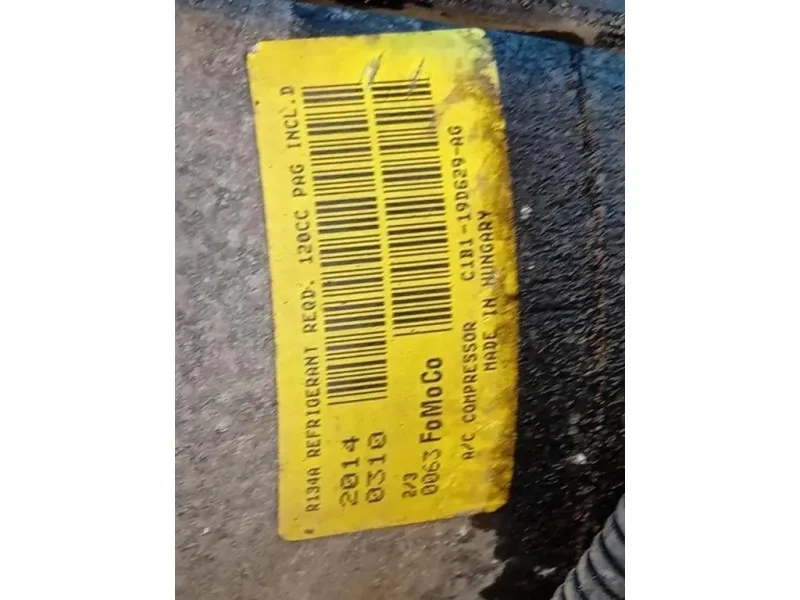 * R134A REFRIGERANT REQD. 120CC PAG INCL.D
2014
0310
2/3
0063 FoMoCo
A/C COMPRESSOR C1B1-19D629-AG
MADE IN HUNGARY